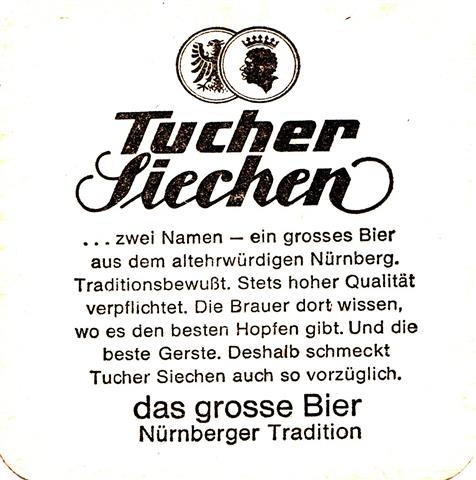 Tucher
Siechen
... zwei Namen – ein grosses Bier
aus dem altehrwürdigen Nürnberg.
Traditionsbewußt. Stets hoher Qualität
verpflichtet. Die Brauer dort wissen,
wo es den besten Hopfen gibt. Und die
beste Gerste. Deshalb schmeckt
Tucher Siechen auch so vorzüglich.
das grosse Bier
Nürnberger Tradition